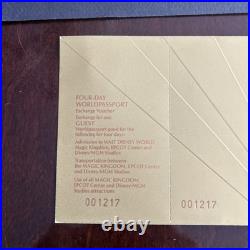 FOUR-DAY
WORLDPASSPORT
Exchange Voucher
Exchange for one
GUEST
Worldpassport good for the
following for four days:
Admission to WALT DISNEY WORLD
Magic Kingdom, EPCOT Center and
Disney-MGM Studios
Transportation between
the MAGIC KINGDOM, EPCOT Center
and Disney-MGM Studios
Use of all MAGIC KINGDOM,
EPCOT Center and Disney-MGM
Studios attractions
001217
001217